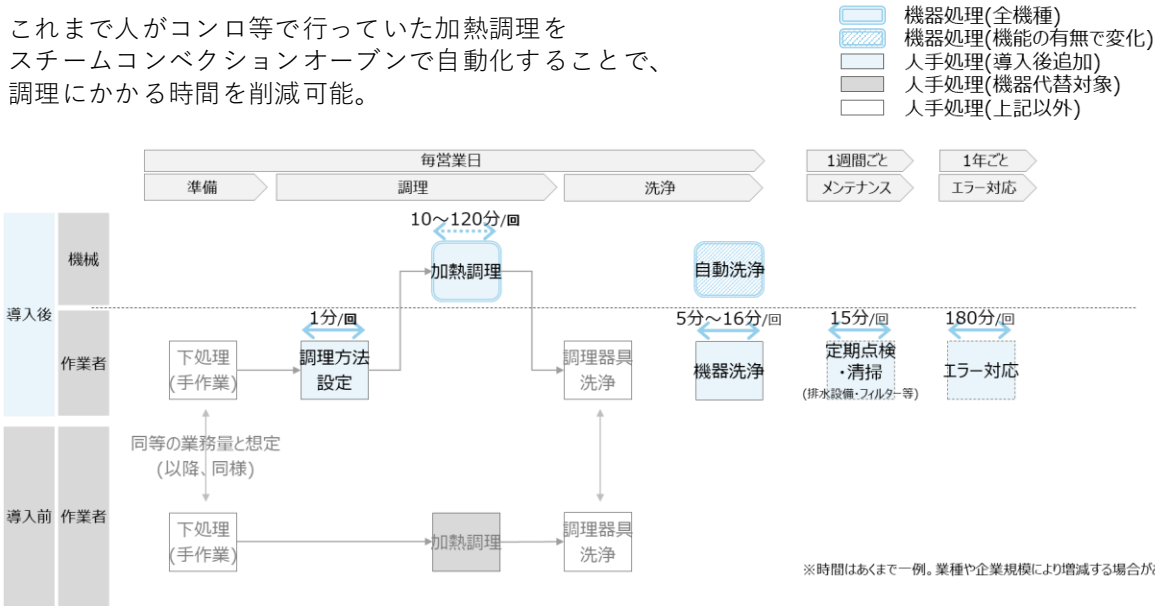 これまで人がコンロ等で行っていた加熱調理を
スチームコンベクションオーブンで自動化することで、
調理にかかる時間を削減可能。
機器処理(全機種)
機器処理(機能の有無で変化)
人手処理(導入後追加)
人手処理(機器代替対象)
人手処理(上記以外)
毎営業日
1週間ごと
1年ごと
準備
調理
洗浄
メンテナンス
エラー対応
導入後
機械
10～120分/回
加熱調理
自動洗浄
作業者
下処理
(手作業)
1分/回
調理方法
設定
調理器具
洗浄
5分～16分/回
機器洗浄
15分/回
定期点検
・清掃
(排水設備・フィルター等)
180分/回
エラー対応
同等の業務量と想定
(以降、同様)
導入前
作業者
下処理
(手作業)
加熱調理
調理器具
洗浄
※時間はあくまで一例。業種や企業規模により増減する場合が